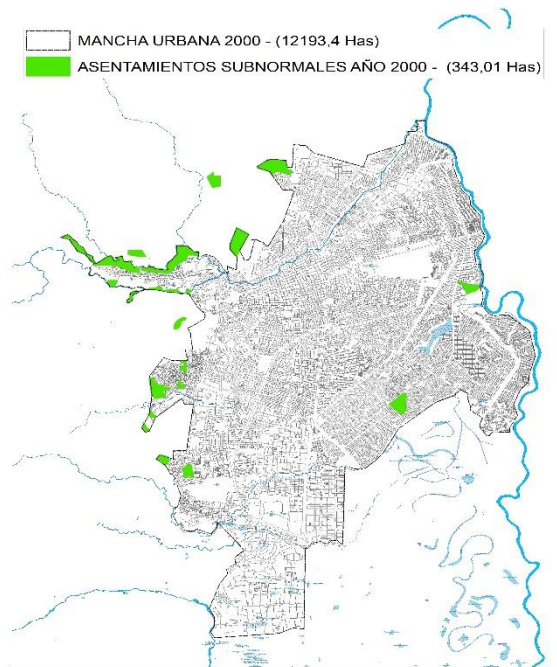 MANCHA URBANA 2000 - (12193,4 Has)
ASENTAMIENTOS SUBNORMALES AÑO 2000 - (343,01 Has)